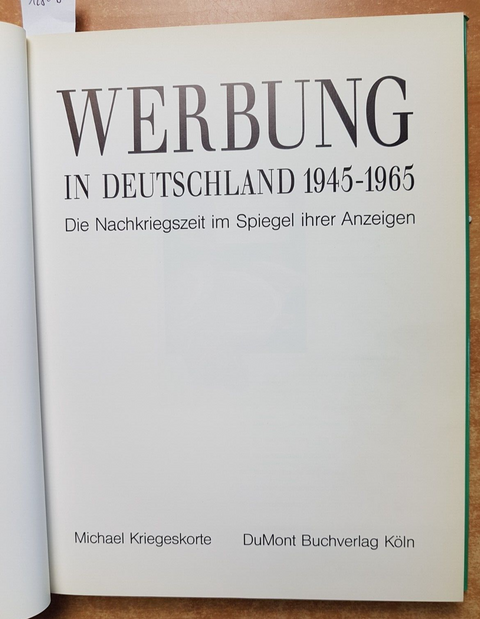 WERBUNG
IN DEUTSCHLAND 1945-1965
Die Nachkriegszeit im Spiegel ihrer Anzeigen
Michael Kriegeskorte DuMont Buchverlag Köln